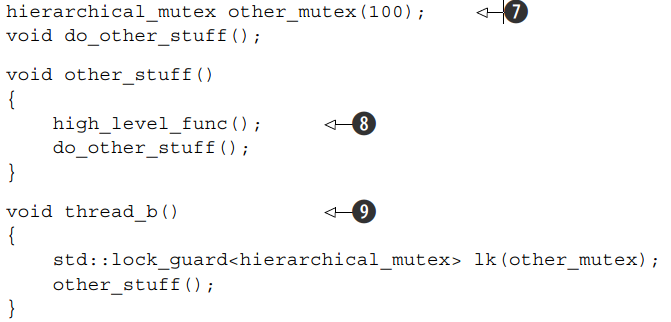 hierarchical_mutex other_mutex(100); 7
void do_other_stuff();
void other_stuff()
{
    high_level_func(); 8
    do_other_stuff();
}
void thread_b() 9
{
    std::lock_guard<hierarchical_mutex> lk(other_mutex);
    other_stuff();
}